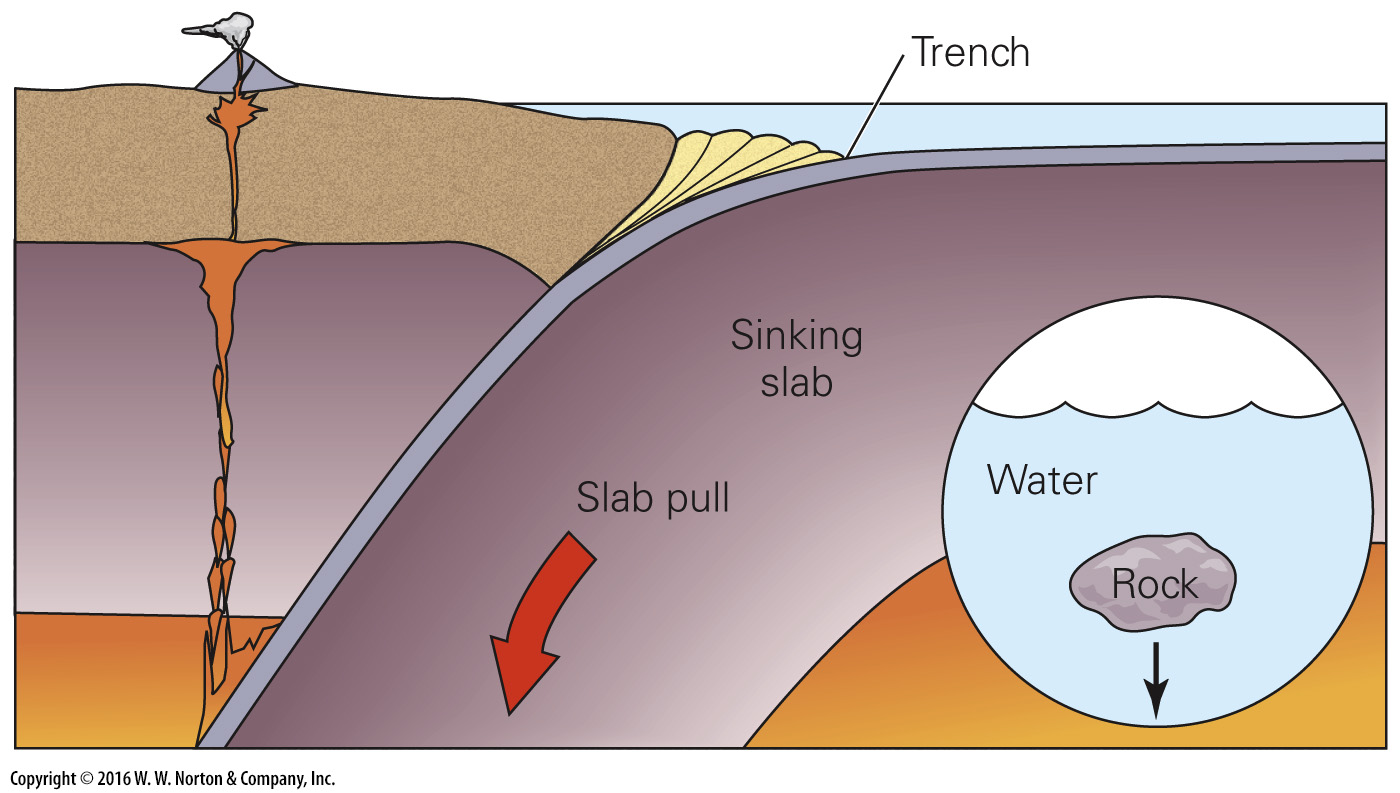 Trench
Sinking
slab
Slab pull
Water
Rock
Copyright © 2016 W. W. Norton & Company, Inc.